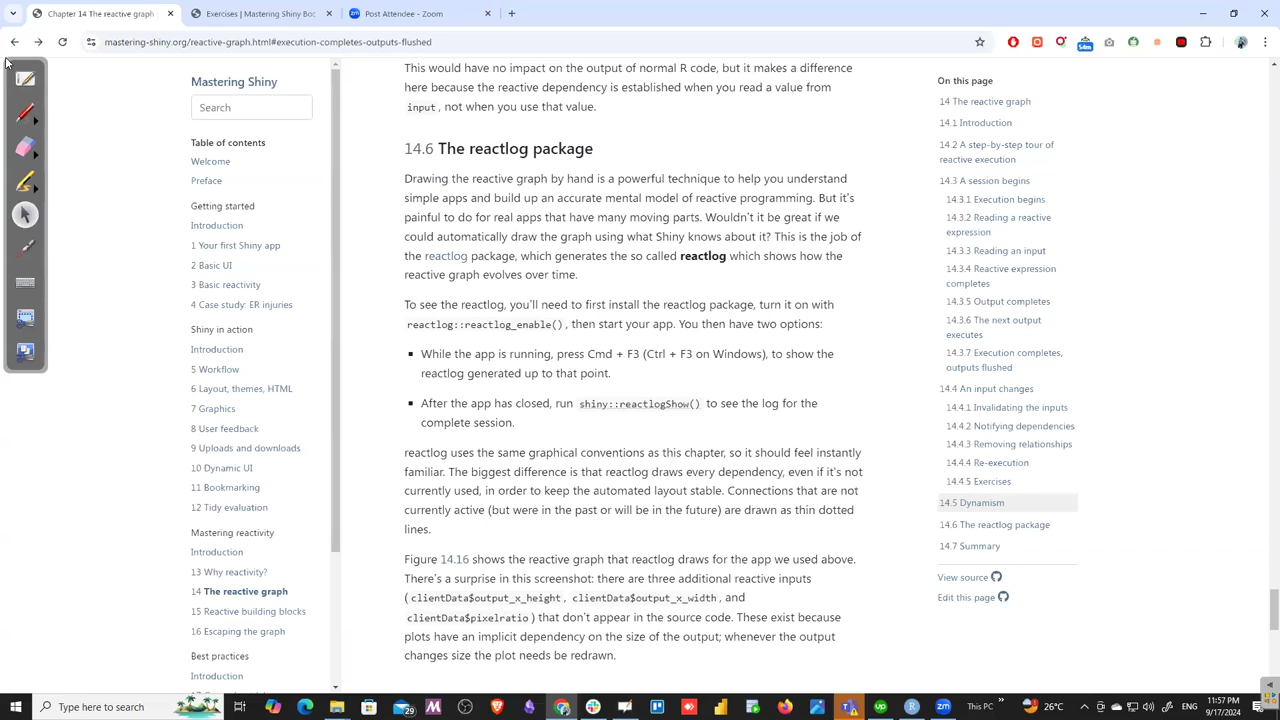 Chapter 14 The reactive graph
Exercises | Mastering Shiny Boo
Post Attendee - Zoom
mastering-shiny.org/reactive-graph.html#execution-completes-outputs-flushed
54m
Mastering Shiny
Search
Table of contents
Welcome
Preface
Getting started
Introduction
1 Your first Shiny app
2 Basic UI
3 Basic reactivity
4 Case study: ER injuries
Shiny in action
Introduction
5 Workflow
6 Layout, themes, HTML
7 Graphics
8 User feedback
9 Uploads and downloads
10 Dynamic UI
11 Bookmarking
12 Tidy evaluation
Mastering reactivity
Introduction
13 Why reactivity?
14 The reactive graph
15 Reactive building blocks
16 Escaping the graph
Best practices
Introduction
This would have no impact on the output of normal R code, but it makes a difference
here because the reactive dependency is established when you read a value from
input, not when you use that value.
14.6 The reactlog package
Drawing the reactive graph by hand is a powerful technique to help you understand
simple apps and build up an accurate mental model of reactive programming. But it's
painful to do for real apps that have many moving parts. Wouldn't it be great if we
could automatically draw the graph using what Shiny knows about it? This is the job of
the reactlog package, which generates the so called reactlog which shows how the
reactive graph evolves over time.
To see the reactlog, you'll need to first install the reactlog package, turn it on with
reactlog::reactlog_enable(), then start your app. You then have two options:
While the app is running, press Cmd + F3 (Ctrl + F3 on Windows), to show the
reactlog generated up to that point.
After the app has closed, run shiny::reactlogShow() to see the log for the
complete session.
reactlog uses the same graphical conventions as this chapter, so it should feel instantly
familiar. The biggest difference is that reactlog draws every dependency, even if it's not
currently used, in order to keep the automated layout stable. Connections that are not
currently active (but were in the past or will be in the future) are drawn as thin dotted
lines.
Figure 14.16 shows the reactive graph that reactlog draws for the app we used above.
There's a surprise in this screenshot: there are three additional reactive inputs
(clientData$output_x_height, clientData$output_x_width, and
clientData$pixelratio) that don't appear in the source code. These exist because
plots have an implicit dependency on the size of the output; whenever the output
changes size the plot needs be redrawn.
On this page
14 The reactive graph
14.1 Introduction
14.2 A step-by-step tour of
reactive execution
14.3 A session begins
14.3.1 Execution begins
14.3.2 Reading a reactive
expression
14.3.3 Reading an input
14.3.4 Reactive expression
completes
14.3.5 Output completes
14.3.6 The next output
executes
14.3.7 Execution completes,
outputs flushed
14.4 An input changes
14.4.1 Invalidating the inputs
14.4.2 Notifying dependencies
14.4.3 Removing relationships
14.4.4 Re-execution
14.4.5 Exercises
14.5 Dynamism
14.6 The reactlog package
14.7 Summary
View source
Edit this page
Type here to search
29
This PC
26°C
11:57 PM
9/17/2024